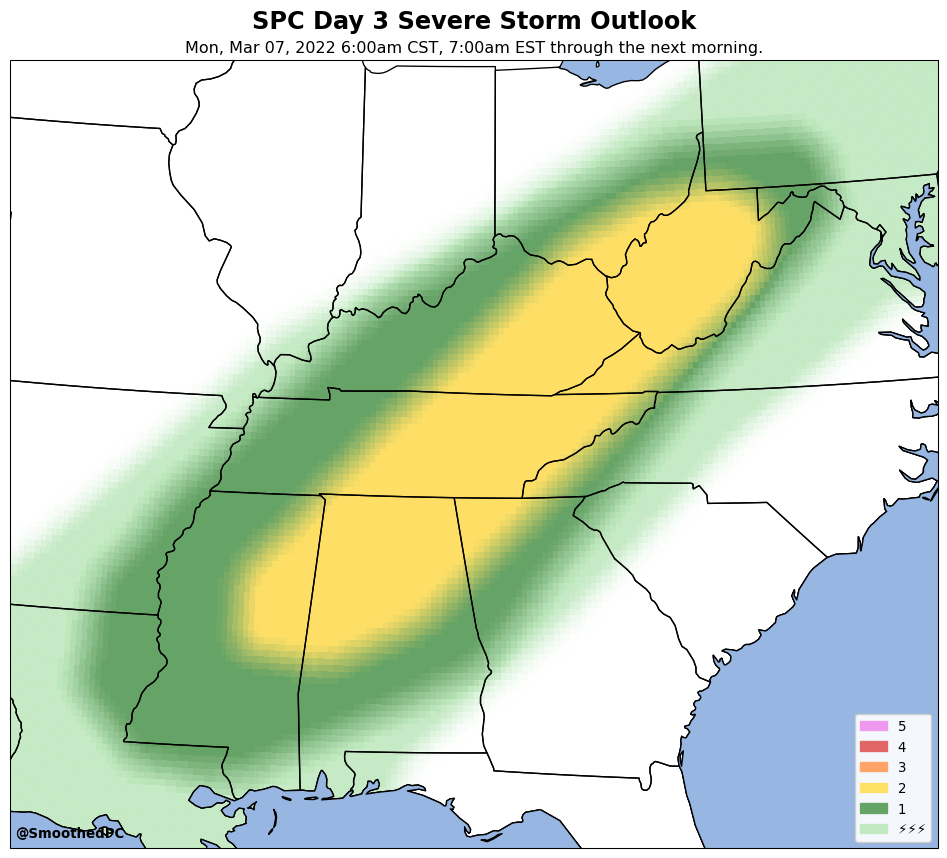 SPC Day 3 Severe Storm Outlook
Mon, Mar 07, 2022 6:00am CST, 7:00am EST through the next morning.
5
4
3
2
1
⚡⚡⚡
@SmoothedPC